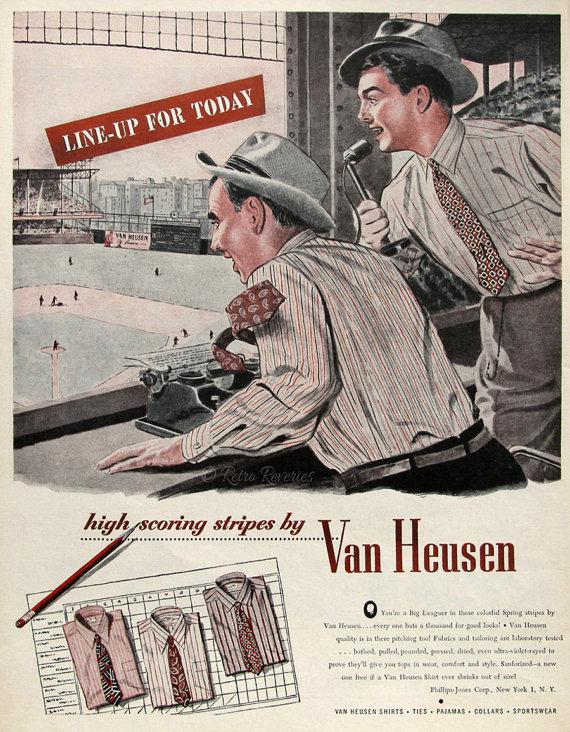 LINE-UP FOR TODAY
VAN HEUSEN
© Retro Reveries
high scoring stripes by
Van Heusen
You're a Big Leaguer in these colorful Spring stripes by
Van Heusen . . . every one bats a thousand for good looks! • Van Heusen
quality is in there pitching too! Fabrics and tailoring are laboratory tested
. . . bathed, pulled, pounded, pressed, dried, even ultra-violet-rayed to
prove they'll give you tops in wear, comfort and style. Sanforized—a new
one free if a Van Heusen Shirt ever shrinks out of size!
Phillips-Jones Corp., New York 1, N. Y.
VAN HEUSEN SHIRTS • TIES • PAJAMAS • COLLARS • SPORTSWEAR